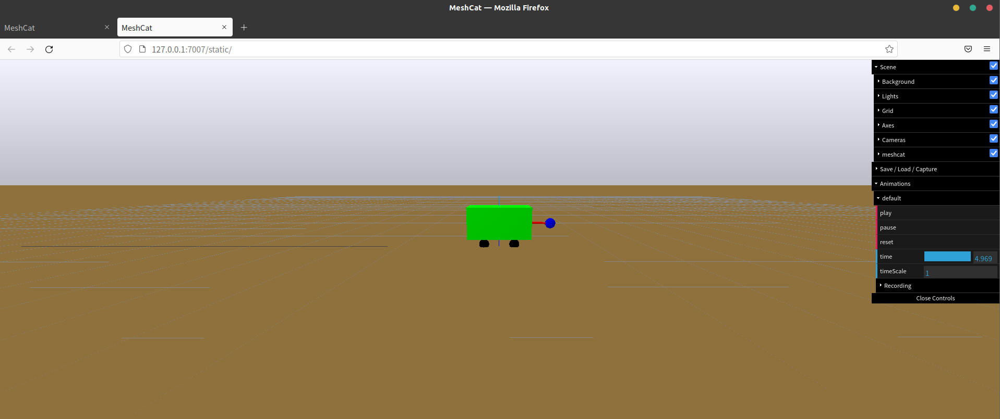 MeshCat — Mozilla Firefox
MeshCat
MeshCat
127.0.0.1:7007/static/
Scene
Background
Lights
Grid
Axes
Cameras
meshcat
Save / Load / Capture
Animations
default
play
pause
reset
time 4.969
timeScale 1
Recording
Close Controls